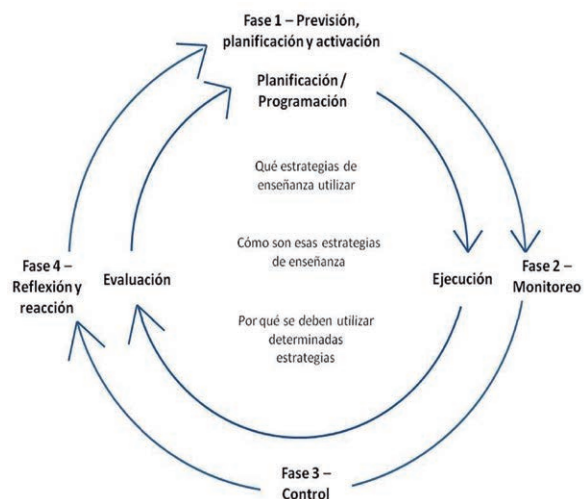 Fase 1 – Previsión,
planificación y activación
Planificación /
Programación
Qué estrategias de
enseñanza utilizar
Cómo son esas estrategias
de enseñanza
Por qué se deben utilizar
determinadas
estrategias
Fase 4 –
Reflexión y
reacción
Evaluación
Ejecución
Fase 2 –
Monitoreo
Fase 3 –
Control